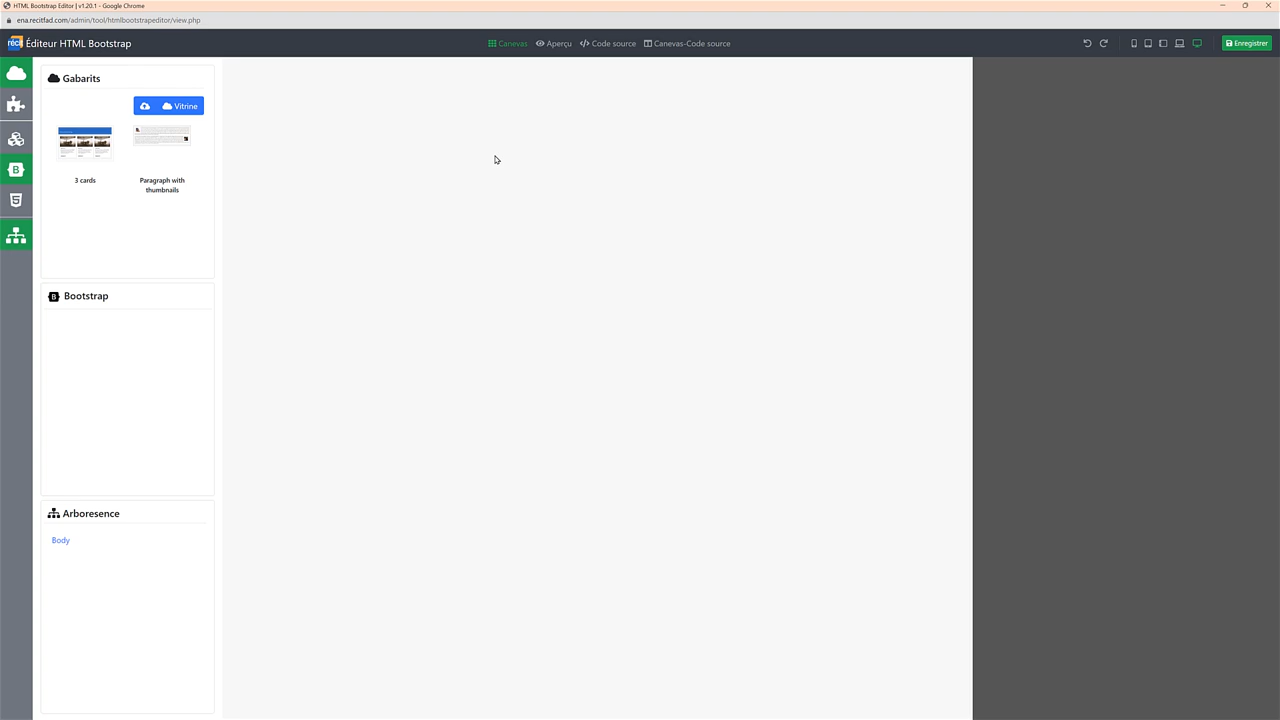 HTML Bootstrap Editor | v1.20.1 - Google Chrome
ena.recitfad.com/admin/tool/htmlbootstrapeditor/view.php
Éditeur HTML Bootstrap
Canevas
Aperçu
Code source
Canevas-Code source
Enregistrer
Gabarits
Vitrine
3 cards
Paragraph with
thumbnails
Bootstrap
Arboresence
Body